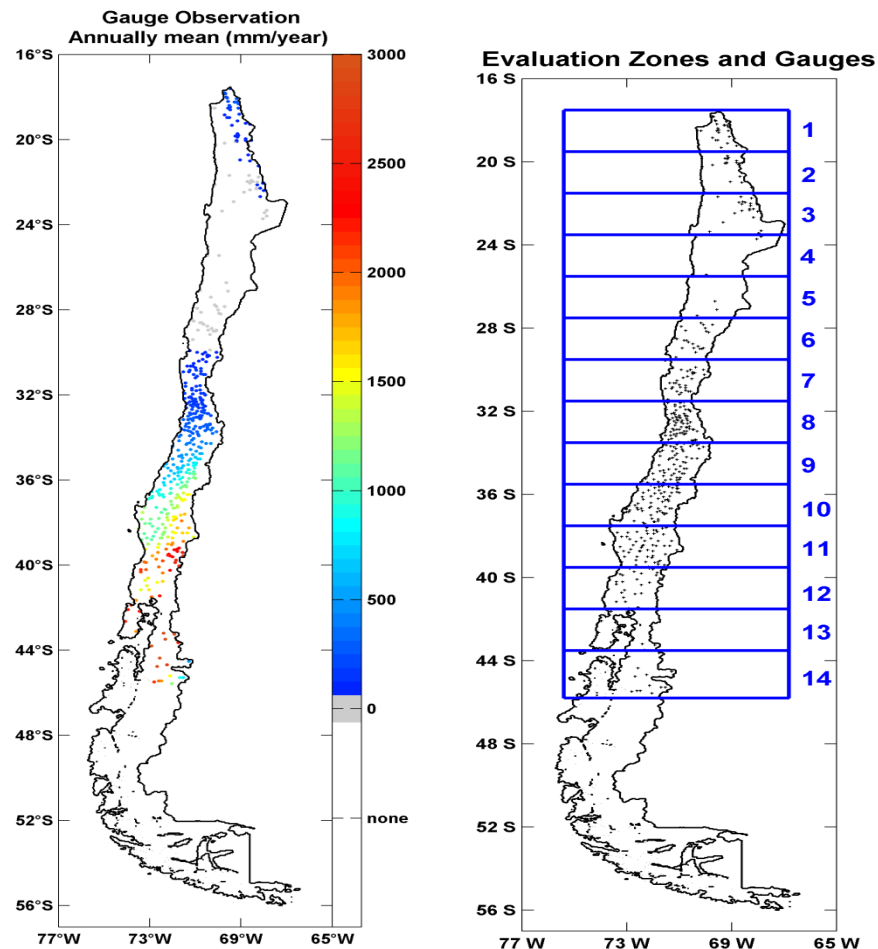 Gauge Observation
Annually mean (mm/year)
16°S
20°S
24°S
28°S
32°S
36°S
40°S
44°S
48°S
52°S
56°S
77°W
73°W
69°W
65°W
3000
2500
2000
1500
1000
500
0
none
Evaluation Zones and Gauges
16 S
20 S
24 S
28 S
32 S
36 S
40 S
44 S
48 S
52 S
56 S
77 W
73 W
69 W
65 W
1
2
3
4
5
6
7
8
9
10
11
12
13
14